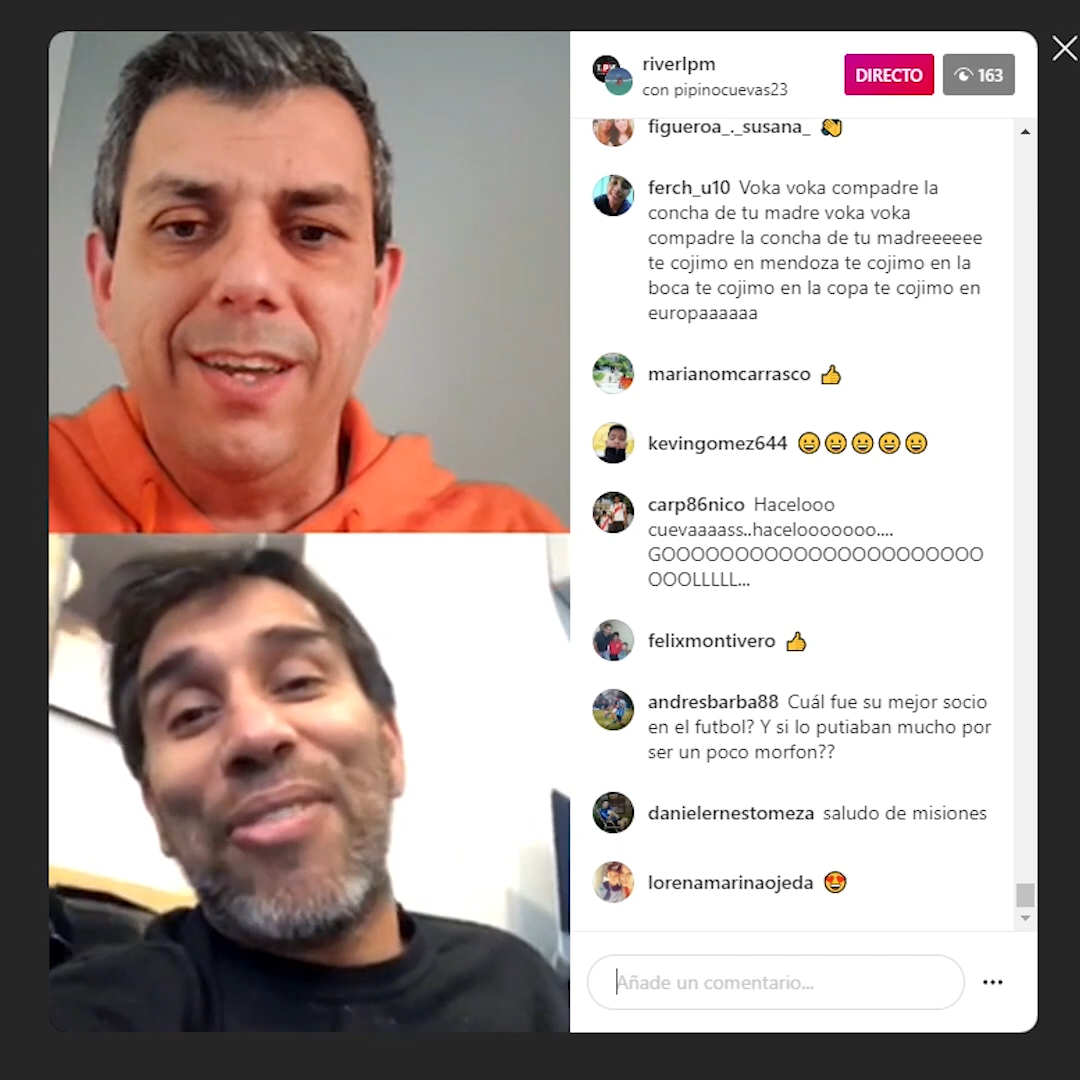 riverlpm
con pipinocuevas23
DIRECTO
163
figueroa_._susana_ 👏
ferch_u10 Voka voka compadre la
concha de tu madre voka voka
compadre la concha de tu madreeeeee
te cojimo en mendoza te cojimo en la
boca te cojimo en la copa te cojimo en
europaaaaaa
marianomcarrasco 👍
kevingomez644 😀😀😀😀😀
carp86nico Hacelooo
cuevaaaass..haceloooooo....
GOOOOOOOOOOOOOOOOOOOOOO
OOOLLLLL...
felixmontivero 👍
andresbarba88 Cuál fue su mejor socio
en el futbol? Y si lo putiaban mucho por
ser un poco morfon??
danielernestomeza saludo de misiones
lorenamarinaojeda 😍
Añade un comentario...